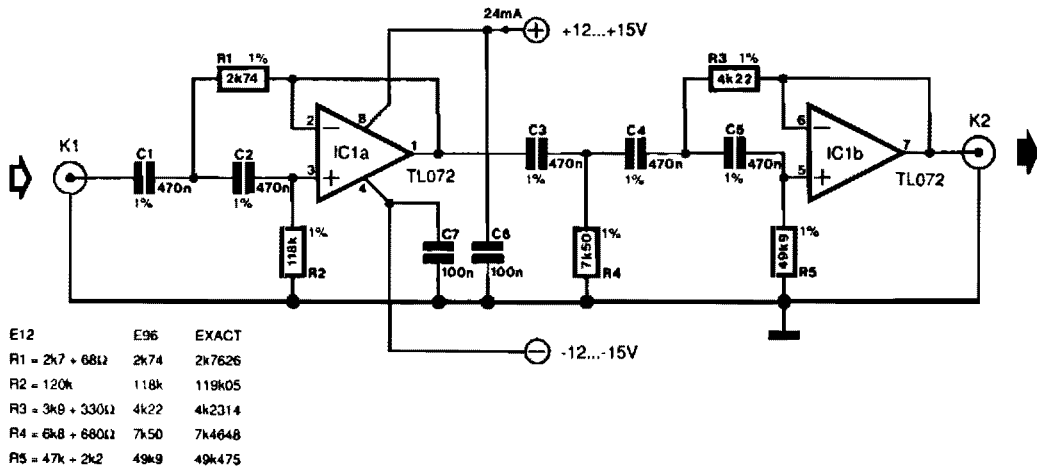 24mA
+12...+15V
R1 1%
2k74
R3 1%
4k22
K1
C1
470n
1%
C2
470n
1%
2
3
8
4
1
IC1a
TL072
C3
470n
1%
C4
470n
1%
C5
470n
1%
6
5
7
IC1b
TL072
K2
118k
1%
R2
C7
100n
C6
100n
7k50
1%
R4
49k9
1%
R5
-12...-15V
E12 E96 EXACT
R1 = 2k7 + 68Ω 2k74 2k7626
R2 = 120k 118k 119k05
R3 = 3k9 + 330Ω 4k22 4k2314
R4 = 6k8 + 680Ω 7k50 7k4648
R5 = 47k + 2k2 49k9 49k475